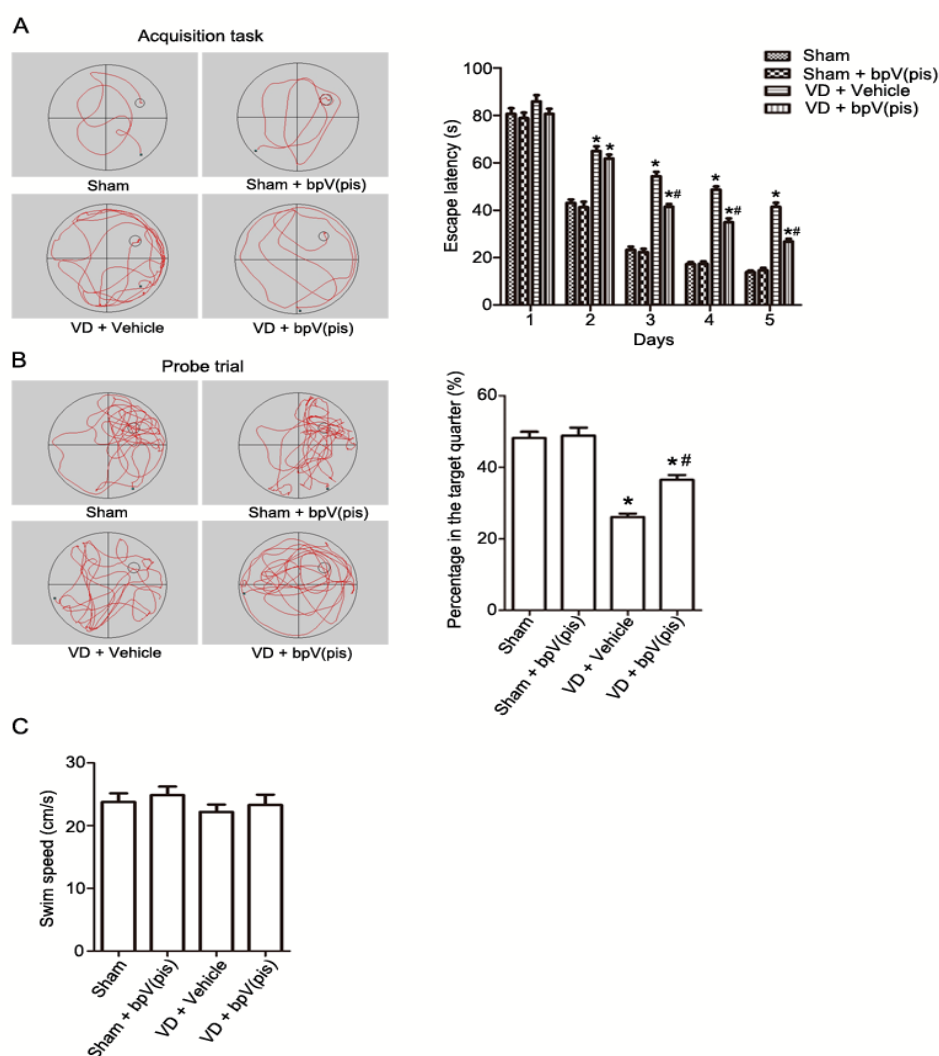 A
Acquisition task
Sham
Sham + bpV(pis)
VD + Vehicle
VD + bpV(pis)
Escape latency (s)
100
80
60
40
20
0
* *
* *#
* *#
* *#
1 2 3 4 5
Days
Sham
Sham + bpV(pis)
VD + Vehicle
VD + bpV(pis)
B
Probe trial
Sham
Sham + bpV(pis)
VD + Vehicle
VD + bpV(pis)
Percentage in the target quarter (%)
60
40
20
0
*
* #
Sham
Sham + bpV(pis)
VD + Vehicle
VD + bpV(pis)
C
Swim speed (cm/s)
30
20
10
0
Sham
Sham + bpV(pis)
VD + Vehicle
VD + bpV(pis)